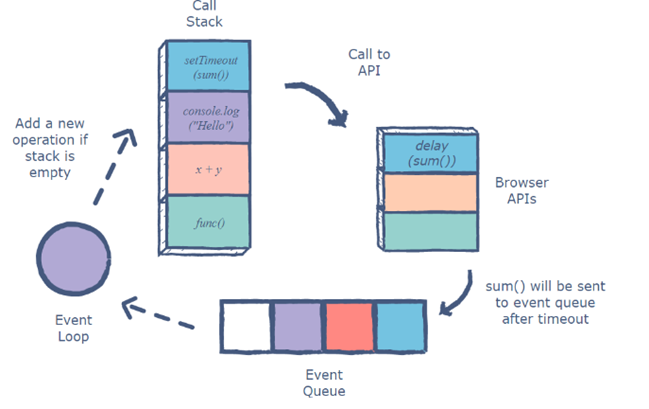 Call
Stack
setTimeout
(sum())
console.log
("Hello")
x + y
func()
Call to
API
delay
(sum())
Browser
APIs
sum() will be sent
to event queue
after timeout
Event
Queue
Event
Loop
Add a new
operation if
stack is
empty